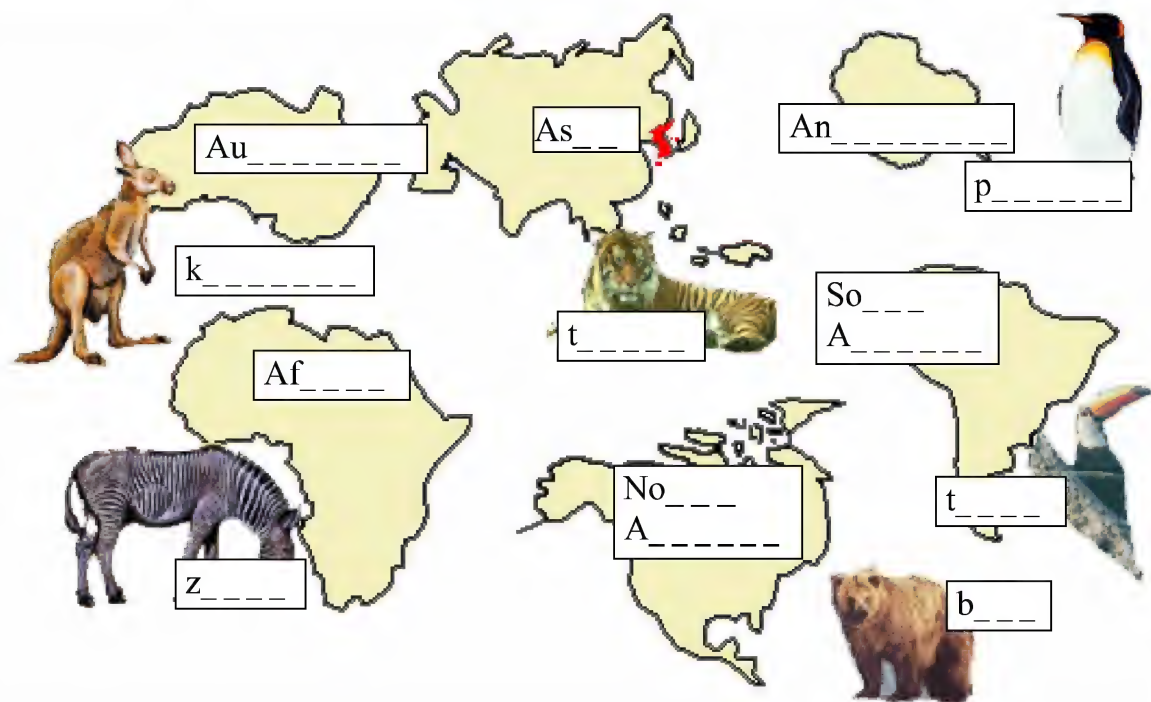 Au_ _ _ _ _ _ _
As_ _
An_ _ _ _ _ _ _ _
p_ _ _ _ _ _
k_ _ _ _ _ _ _
So_ _ _
A_ _ _ _ _ _
t_ _ _ _ _
Af_ _ _ _
No_ _ _
A_ _ _ _ _ _
t_ _ _ _
z_ _ _ _
b_ _ _